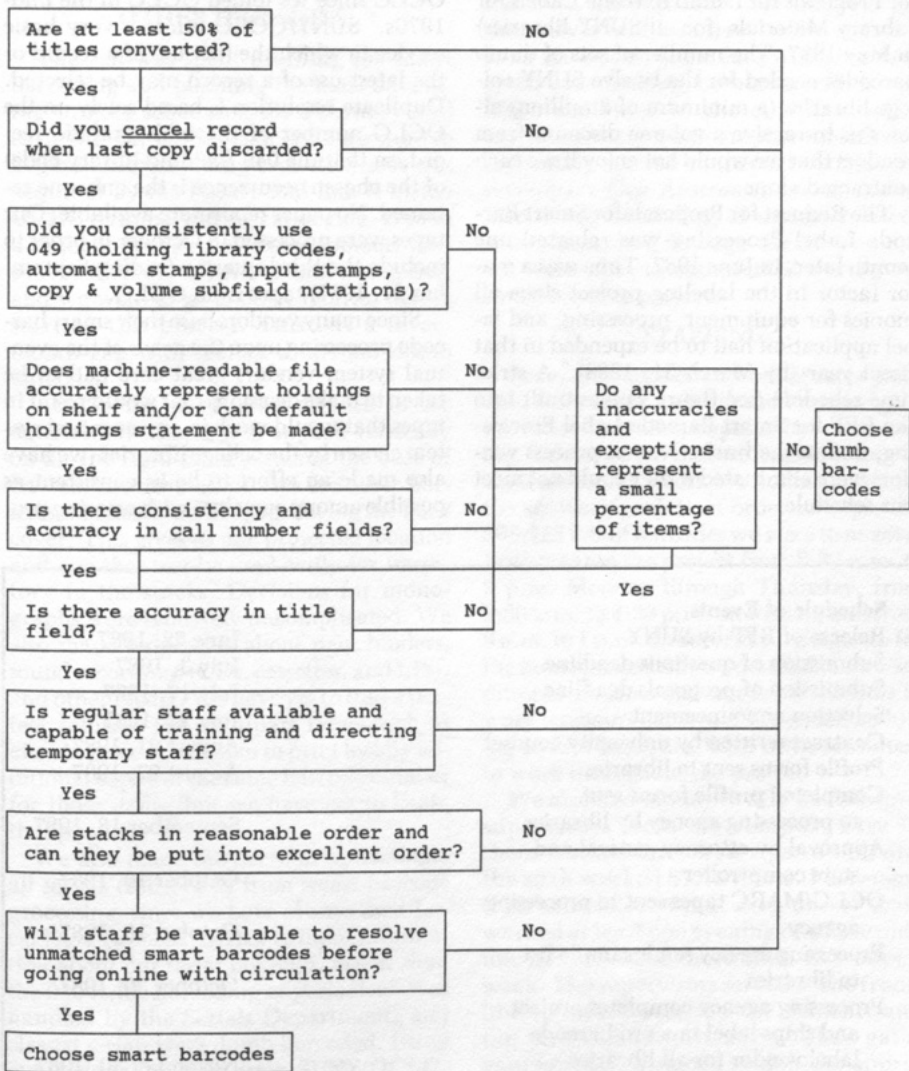 Are at least 50% of
titles converted?
No
Yes
Did you cancel record
when last copy discarded?
No
Yes
Did you consistently use
OCLC (holding library codes,
automatic stamps, input stamps,
copy & volume subfield notations)?
No
Yes
Does machine-readable file
accurately represent holdings
on shelf and/or can default
holdings statement be made?
No
Yes
Is there consistency and
accuracy in call number fields?
No
Do
inaccuracies
and
exceptions
represent
a small
percentage
of items?
No
Choose
dumb
bar-
codes
Yes
Yes
Is there accuracy in title
field?
No
Yes
Is regular staff available and
capable of training and directing
temporary staff?
No
Yes
Are stacks in reasonable order and
can they be put into excellent order?
No
Yes
Will staff be available to resolve
unmatched smart barcodes before
going online with circulation?
No
Yes
Choose smart barcodes